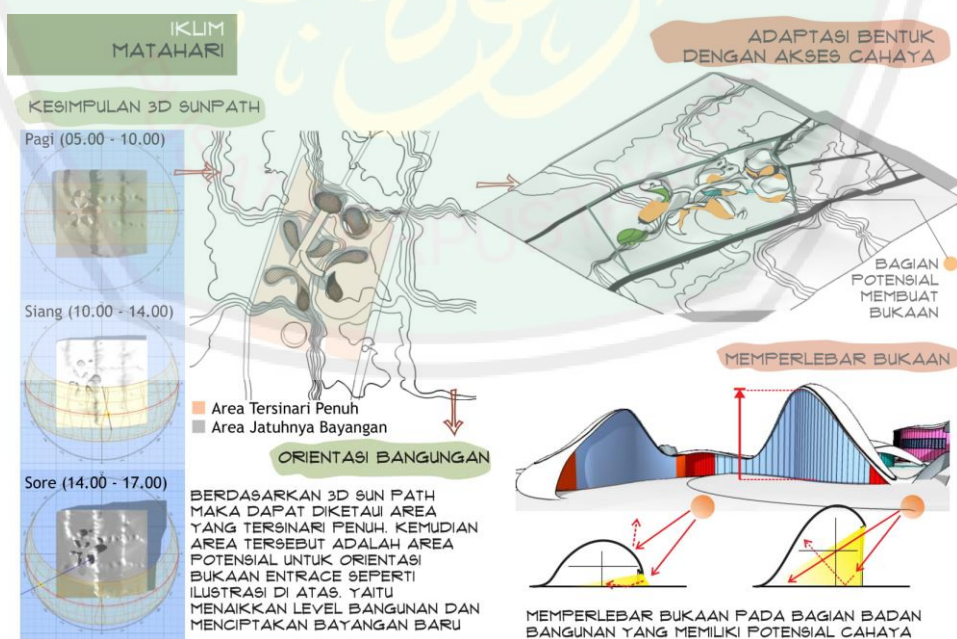 IKLIM
MATAHARI
KESIMPULAN 3D SUNPATH
Pagi (05.00 - 10.00)
Siang (10.00 - 14.00)
Sore (14.00 - 17.00)
Area Tersinari Penuh
Area Jatuhnya Bayangan
ORIENTASI BANGUNGAN
BERDASARKAN 3D SUN PATH
MAKA DAPAT DIKETAUI AREA
YANG TERSINARI PENUH. KEMUDIAN
AREA TERSEBUT ADALAH AREA
POTENSIAL UNTUK ORIENTASI
BUKAAN ENTRACE SEPERTI
ILUSTRASI DI ATAS. YAITU
MENAIKKAN LEVEL BANGUNAN DAN
MENCIPTAKAN BAYANGAN BARU
ADAPTASI BENTUK
DENGAN AKSES CAHAYA
BAGIAN
POTENSIAL
MEMBUAT
BUKAAN
MEMPERLEBAR BUKAAN
MEMPERLEBAR BUKAAN PADA BAGIAN BADAN
BANGUNAN YANG MEMILIKI POTENSIAL CAHAYA